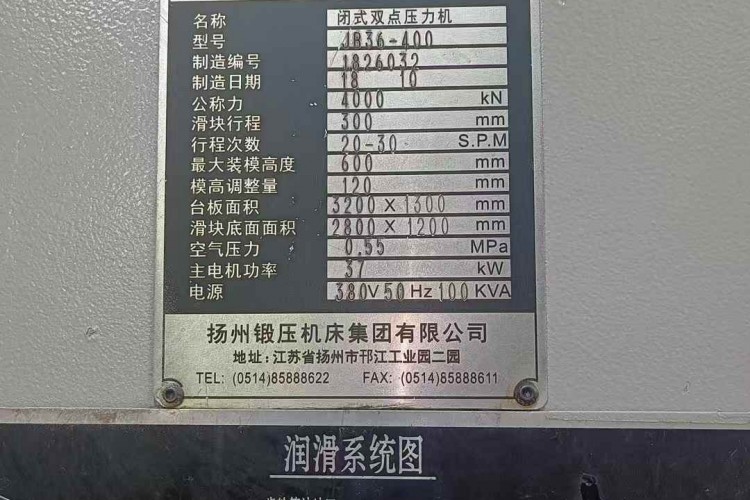 名称 闭式双点压力机
型号 JB36-400
制造编号 1826032
制造日期 18 10
公称力 4000 kN
滑块行程 300 mm
行程次数 20-30 S.P.M
最大装模高度 600 mm
模高调整量 120 mm
台板面积 3200 X 1300 mm
滑块底面面积 2800 X 1200 mm
空气压力 0.55 MPa
主电机功率 37 kW
电源 380V 50 Hz 100 KVA
扬州锻压机床集团有限公司
地址:江苏省扬州市邗江工业园二园
TEL: (0514)85888622 FAX: (0514)85888611
润滑系统图